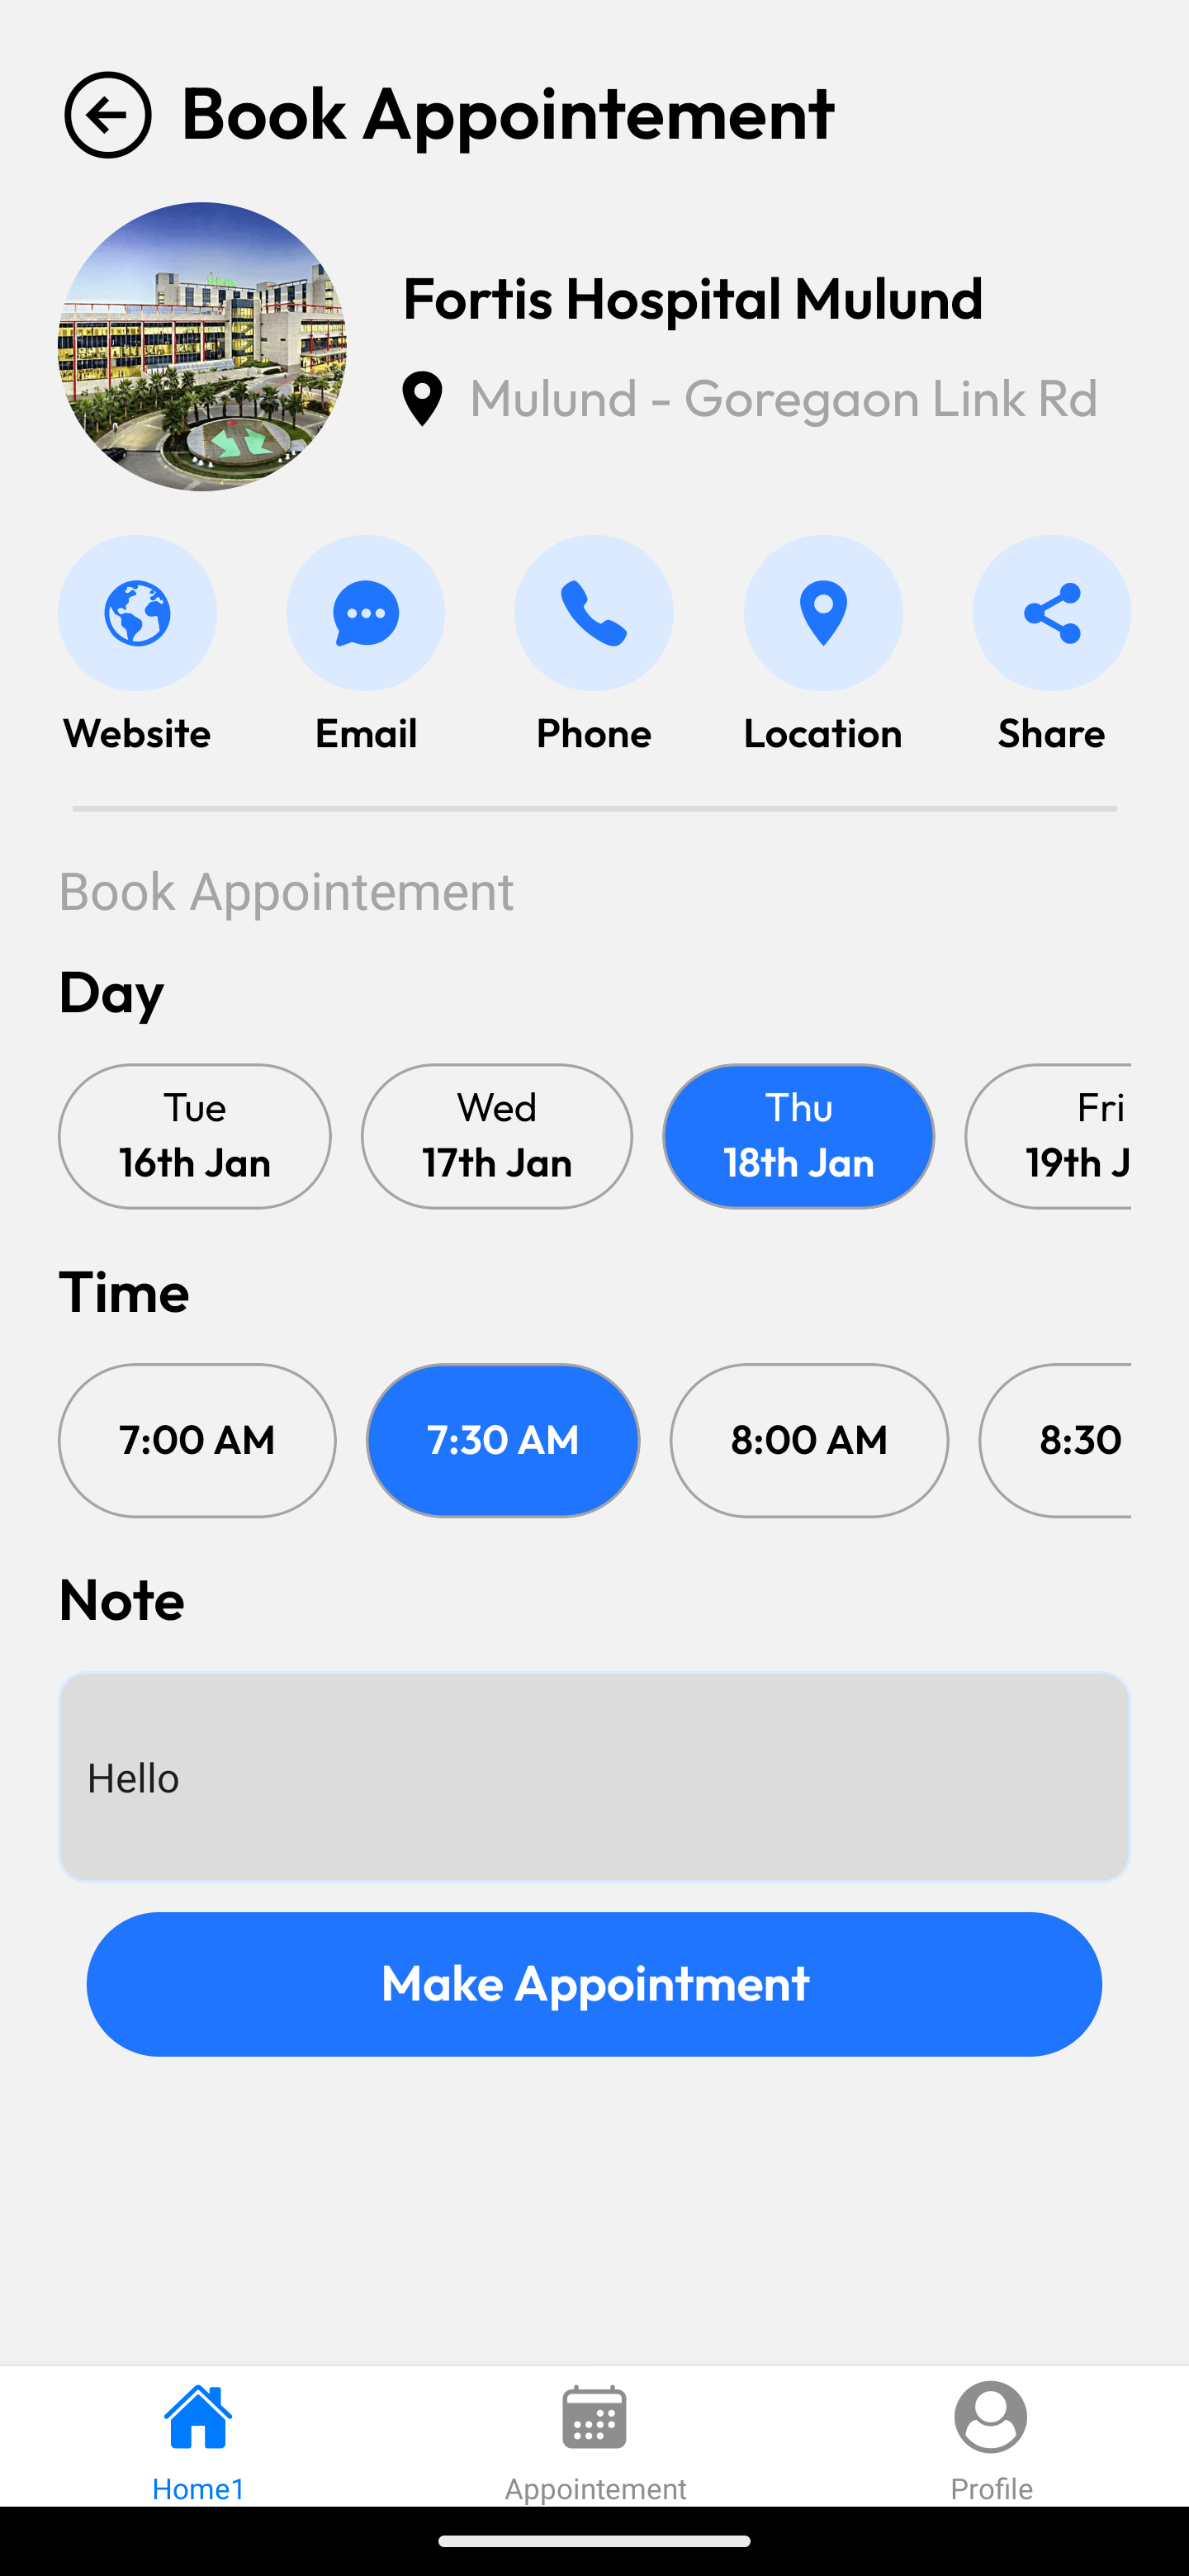 Book Appointement
Fortis Hospital Mulund
Mulund - Goregaon Link Rd
Website Email Phone Location Share
Book Appointement
Day
Tue Wed Thu Fri
16th Jan 17th Jan 18th Jan 19th J
Time
7:00 AM 7:30 AM 8:00 AM 8:30
Note
Hello
Make Appointment
Home1 Appointement Profile